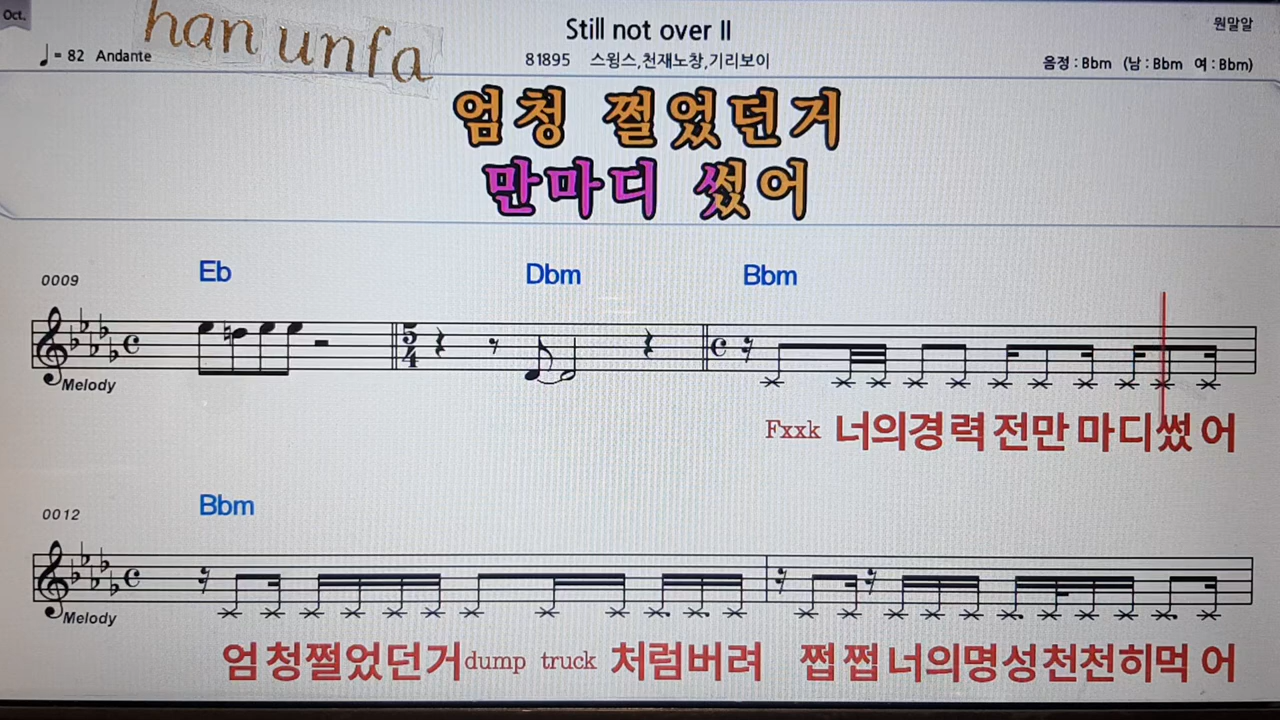 Oct.
han unfa
Still not over II
원말알
♩= 82 Andante
81895 스윙스,천재노창,기리보이
음정 : Bbm (남 : Bbm 여 : Bbm)
엄청 쩔었던거
만마디 썼어
0009 Eb Dbm Bbm
5/4
Melody
Fxxk 너의경력전만 마디썼어
0012 Bbm
Melody
엄청쩔었던거dump truck 처럼버려 쩝쩝너의명성천천히먹어